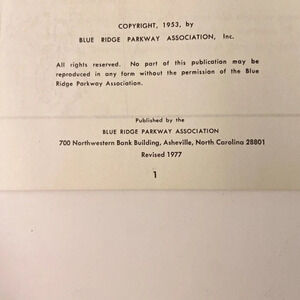 COPYRIGHT, 1953, by
BLUE RIDGE PARKWAY ASSOCIATION, Inc.
All rights reserved. No part of this publication may be
reproduced in any form without the permission of the Blue
Ridge Parkway Association.
Published by the
BLUE RIDGE PARKWAY ASSOCIATION
700 Northwestern Bank Building, Asheville, North Carolina 28801
Revised 1977
1